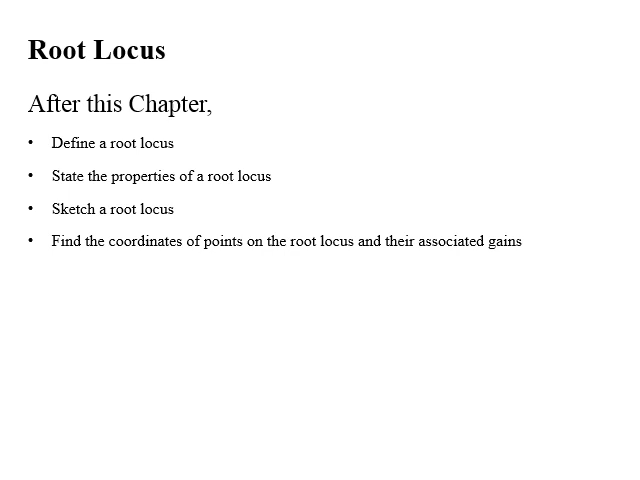 Root Locus
After this Chapter,
• Define a root locus
• State the properties of a root locus
• Sketch a root locus
• Find the coordinates of points on the root locus and their associated gains